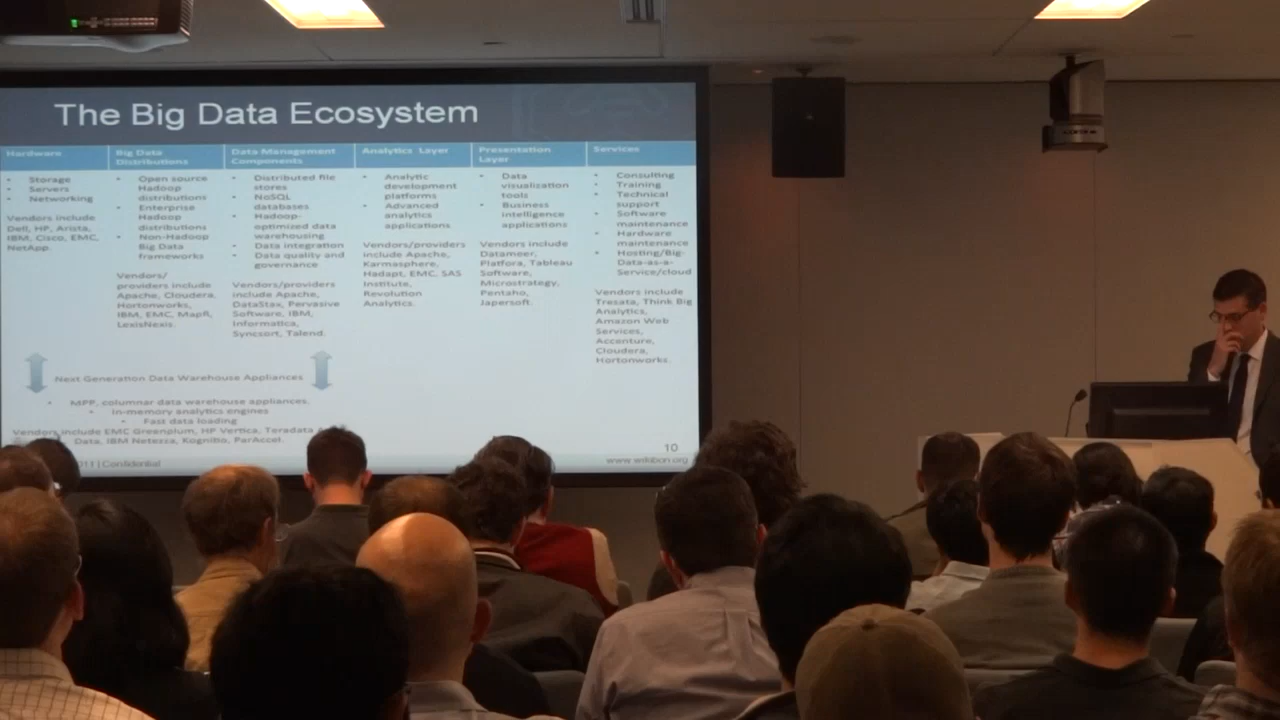 The Big Data Ecosystem
Hardware
• Storage
• Servers
• Networking
Vendors include
Dell, HP, Arista,
IBM, Cisco, EMC,
NetApp.
Big Data
Distributions
• Open source
Hadoop
distributions
• Enterprise
Hadoop
distributions
• Non-Hadoop
Big Data
frameworks
Vendors/
providers include
Apache, Cloudera,
Hortonworks,
IBM, EMC, MapR,
LexisNexis.
Data Management
Components
• Distributed file
stores
• NoSQL
databases
• Hadoop-
optimized data
warehousing
• Data integration
• Data quality and
governance
Vendors/providers
include Apache,
DataStax, Pervasive
Software, IBM,
Informatica,
Syncsort, Talend.
Analytics Layer
• Analytic
development
platforms
• Advanced
analytics
applications
Vendors/providers
include Apache,
Karmasphere,
Hadapt, EMC, SAS
Institute,
Revolution
Analytics.
Presentation
Layer
• Data
visualization
tools
• Business
intelligence
applications
Vendors include
Datameer,
Platfora, Tableau
Software,
Microstrategy,
Pentaho,
Japersoft.
Services
• Consulting
• Training
• Technical
support
• Software
maintenance
• Hardware
maintenance
• Hosting/Big-
Data-as-a-
Service/cloud
Vendors include
Tresata, Think Big
Analytics,
Amazon Web
Services,
Accenture,
Cloudera,
Hortonworks.
Next Generation Data Warehouse Appliances
• MPP, columnar data warehouse appliances.
• In-memory analytics engines
• Fast data loading
Vendors include EMC Greenplum, HP Vertica, Teradata
Data, IBM Netezza, Kognitio, ParAccel.
10
| Confidential
www.wikibon.org